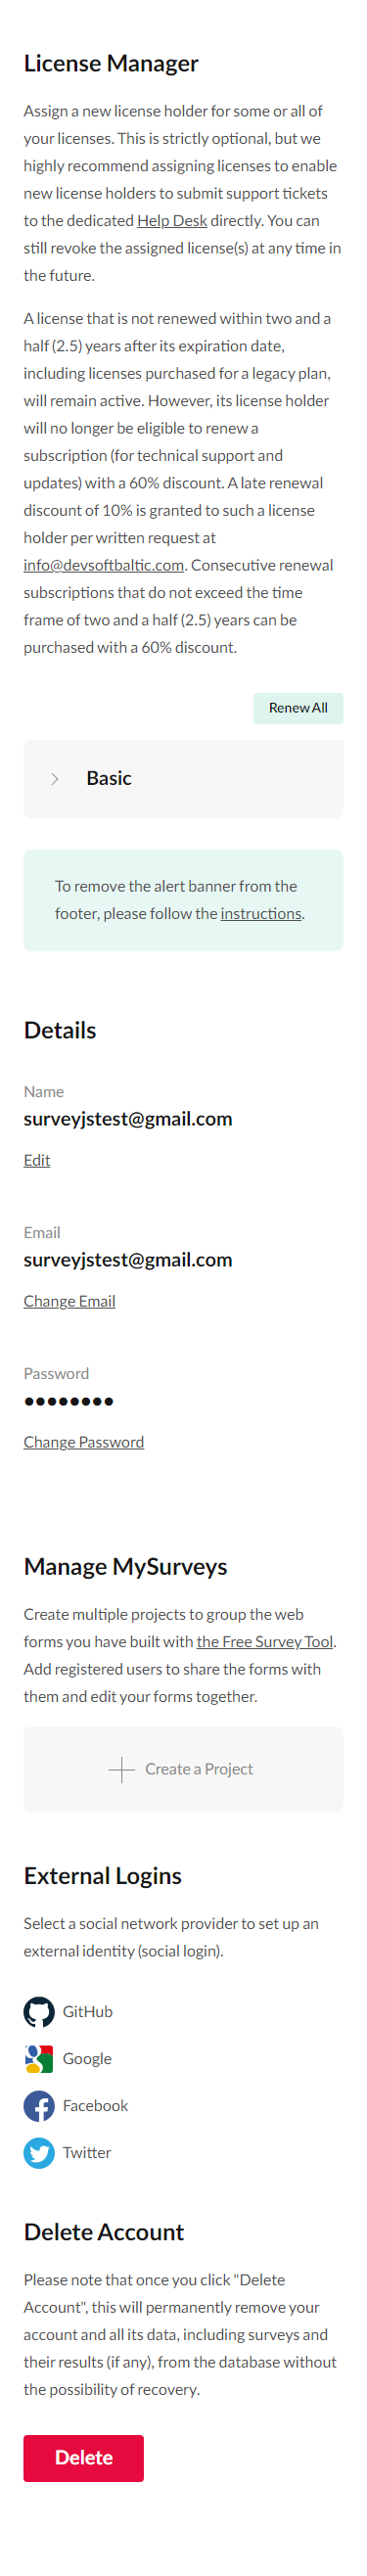 License Manager
Assign a new license holder for some or all of
your licenses. This is strictly optional, but we
highly recommend assigning licenses to enable
new license holders to submit support tickets
to the dedicated Help Desk directly. You can
still revoke the assigned license(s) at any time in
the future.
A license that is not renewed within two and a
half (2.5) years after its expiration date,
including licenses purchased for a legacy plan,
will remain active. However, its license holder
will no longer be eligible to renew a
subscription (for technical support and
updates) with a 60% discount. A late renewal
discount of 10% is granted to such a license
holder per written request at
info@devsoftbaltic.com. Consecutive renewal
subscriptions that do not exceed the time
frame of two and a half (2.5) years can be
purchased with a 60% discount.
Renew All
Basic
To remove the alert banner from the
footer, please follow the instructions.
Details
Name
surveyjstest@gmail.com
Edit
Email
surveyjstest@gmail.com
Change Email
Password
••••••••
Change Password
Manage MySurveys
Create multiple projects to group the web
forms you have built with the Free Survey Tool.
Add registered users to share the forms with
them and edit your forms together.
Create a Project
External Logins
Select a social network provider to set up an
external identity (social login).
GitHub
Google
Facebook
Twitter
Delete Account
Please note that once you click "Delete
Account", this will permanently remove your
account and all its data, including surveys and
their results (if any), from the database without
the possibility of recovery.
Delete